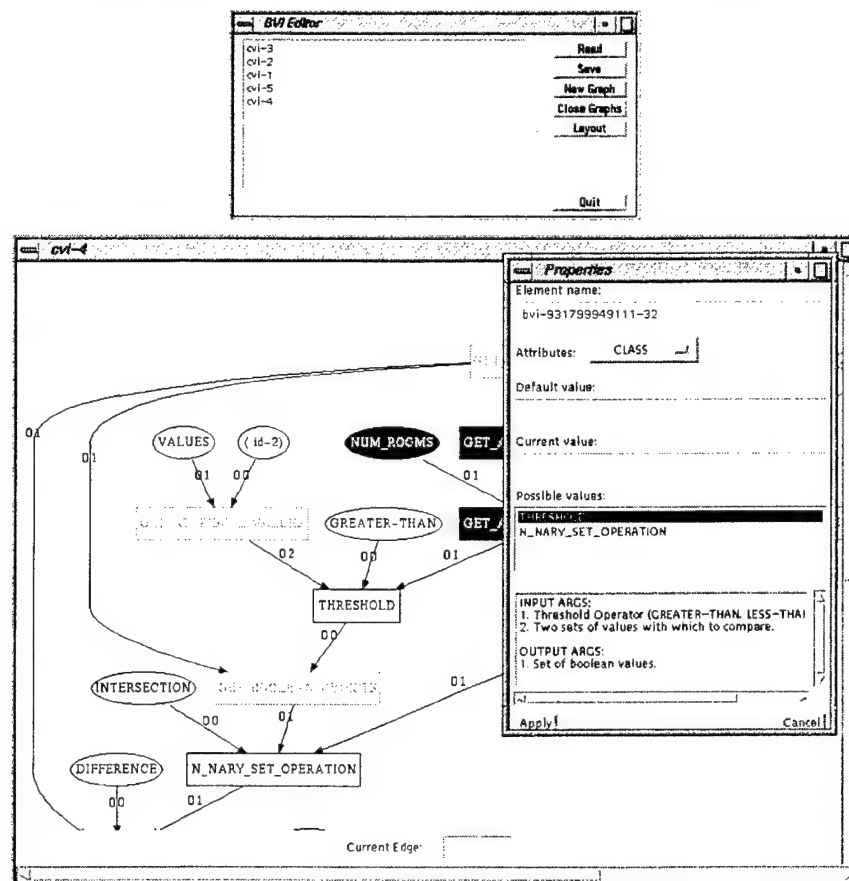 BVI Editor
cvi-3
cvi-2
cvi-1
cvi-5
cvi-4
Read
Save
New Graph
Close Graphs
Layout
Quit
cvi-4
01
01
VALUES
( id-2)
NUM_ROOMS
GET_A
01
00
01
GREATER-THAN
GET_A
02
00
01
THRESHOLD
00
INTERSECTION
00
01
01
DIFFERENCE
N_NARY_SET_OPERATION
00
01
Current Edge:
Properties
Element name:
bvi-931799949111-32
Attributes: CLASS
Default value:
Current value:
Possible values:
THRESHOLD
N_NARY_SET_OPERATION
INPUT ARGS:
1. Threshold Operator (GREATER-THAN, LESS-THAI
2. Two sets of values with which to compare.
OUTPUT ARGS:
1. Set of boolean values.
Apply Cancel